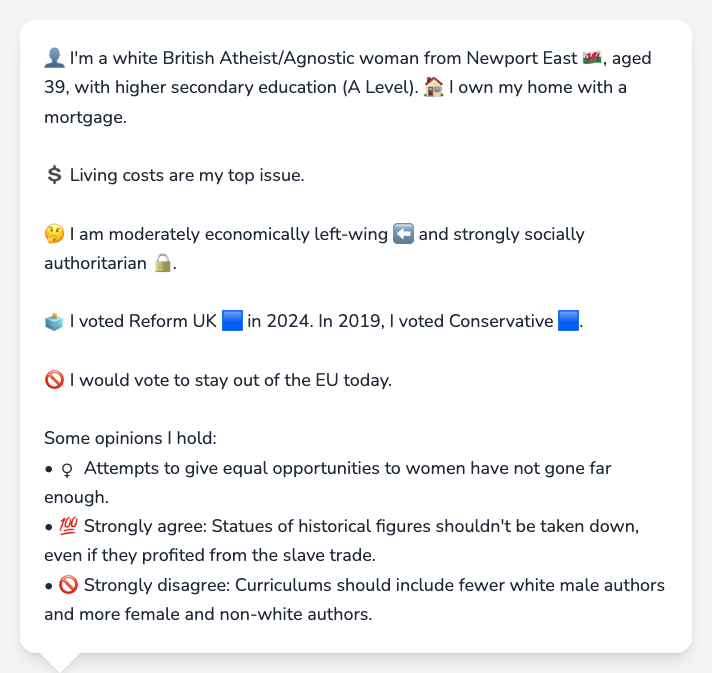 👤 I'm a white British Atheist/Agnostic woman from Newport East 🏴󠁧󠁢󠁷󠁬󠁳󠁿, aged
39, with higher secondary education (A Level). 🏠 I own my home with a
mortgage.
💲 Living costs are my top issue.
🤔 I am moderately economically left-wing ⬅️ and strongly socially
authoritarian 🔒.
🗳️ I voted Reform UK 🟦 in 2024. In 2019, I voted Conservative 🟦.
🚫 I would vote to stay out of the EU today.
Some opinions I hold:
• ♀ Attempts to give equal opportunities to women have not gone far
enough.
• 💯 Strongly agree: Statues of historical figures shouldn't be taken down,
even if they profited from the slave trade.
• 🚫 Strongly disagree: Curriculums should include fewer white male authors
and more female and non-white authors.